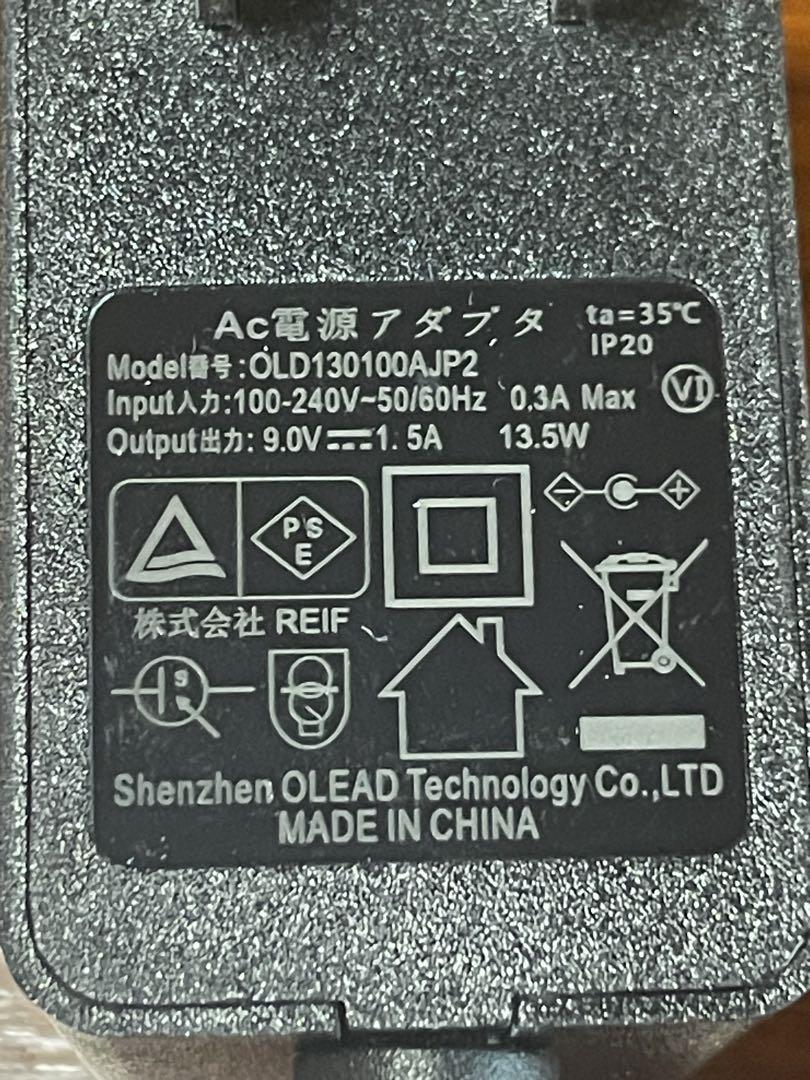 Ac電源アダプタ
ta=35℃
IP20
Model番号:OLD130100AJP2
Input入力:100-240V~50/60Hz 0.3A Max
VI
Output出力: 9.0V⎓1.5A 13.5W
PS
E
株式会社 REIF
S
Shenzhen OLEAD Technology Co.,LTD
MADE IN CHINA